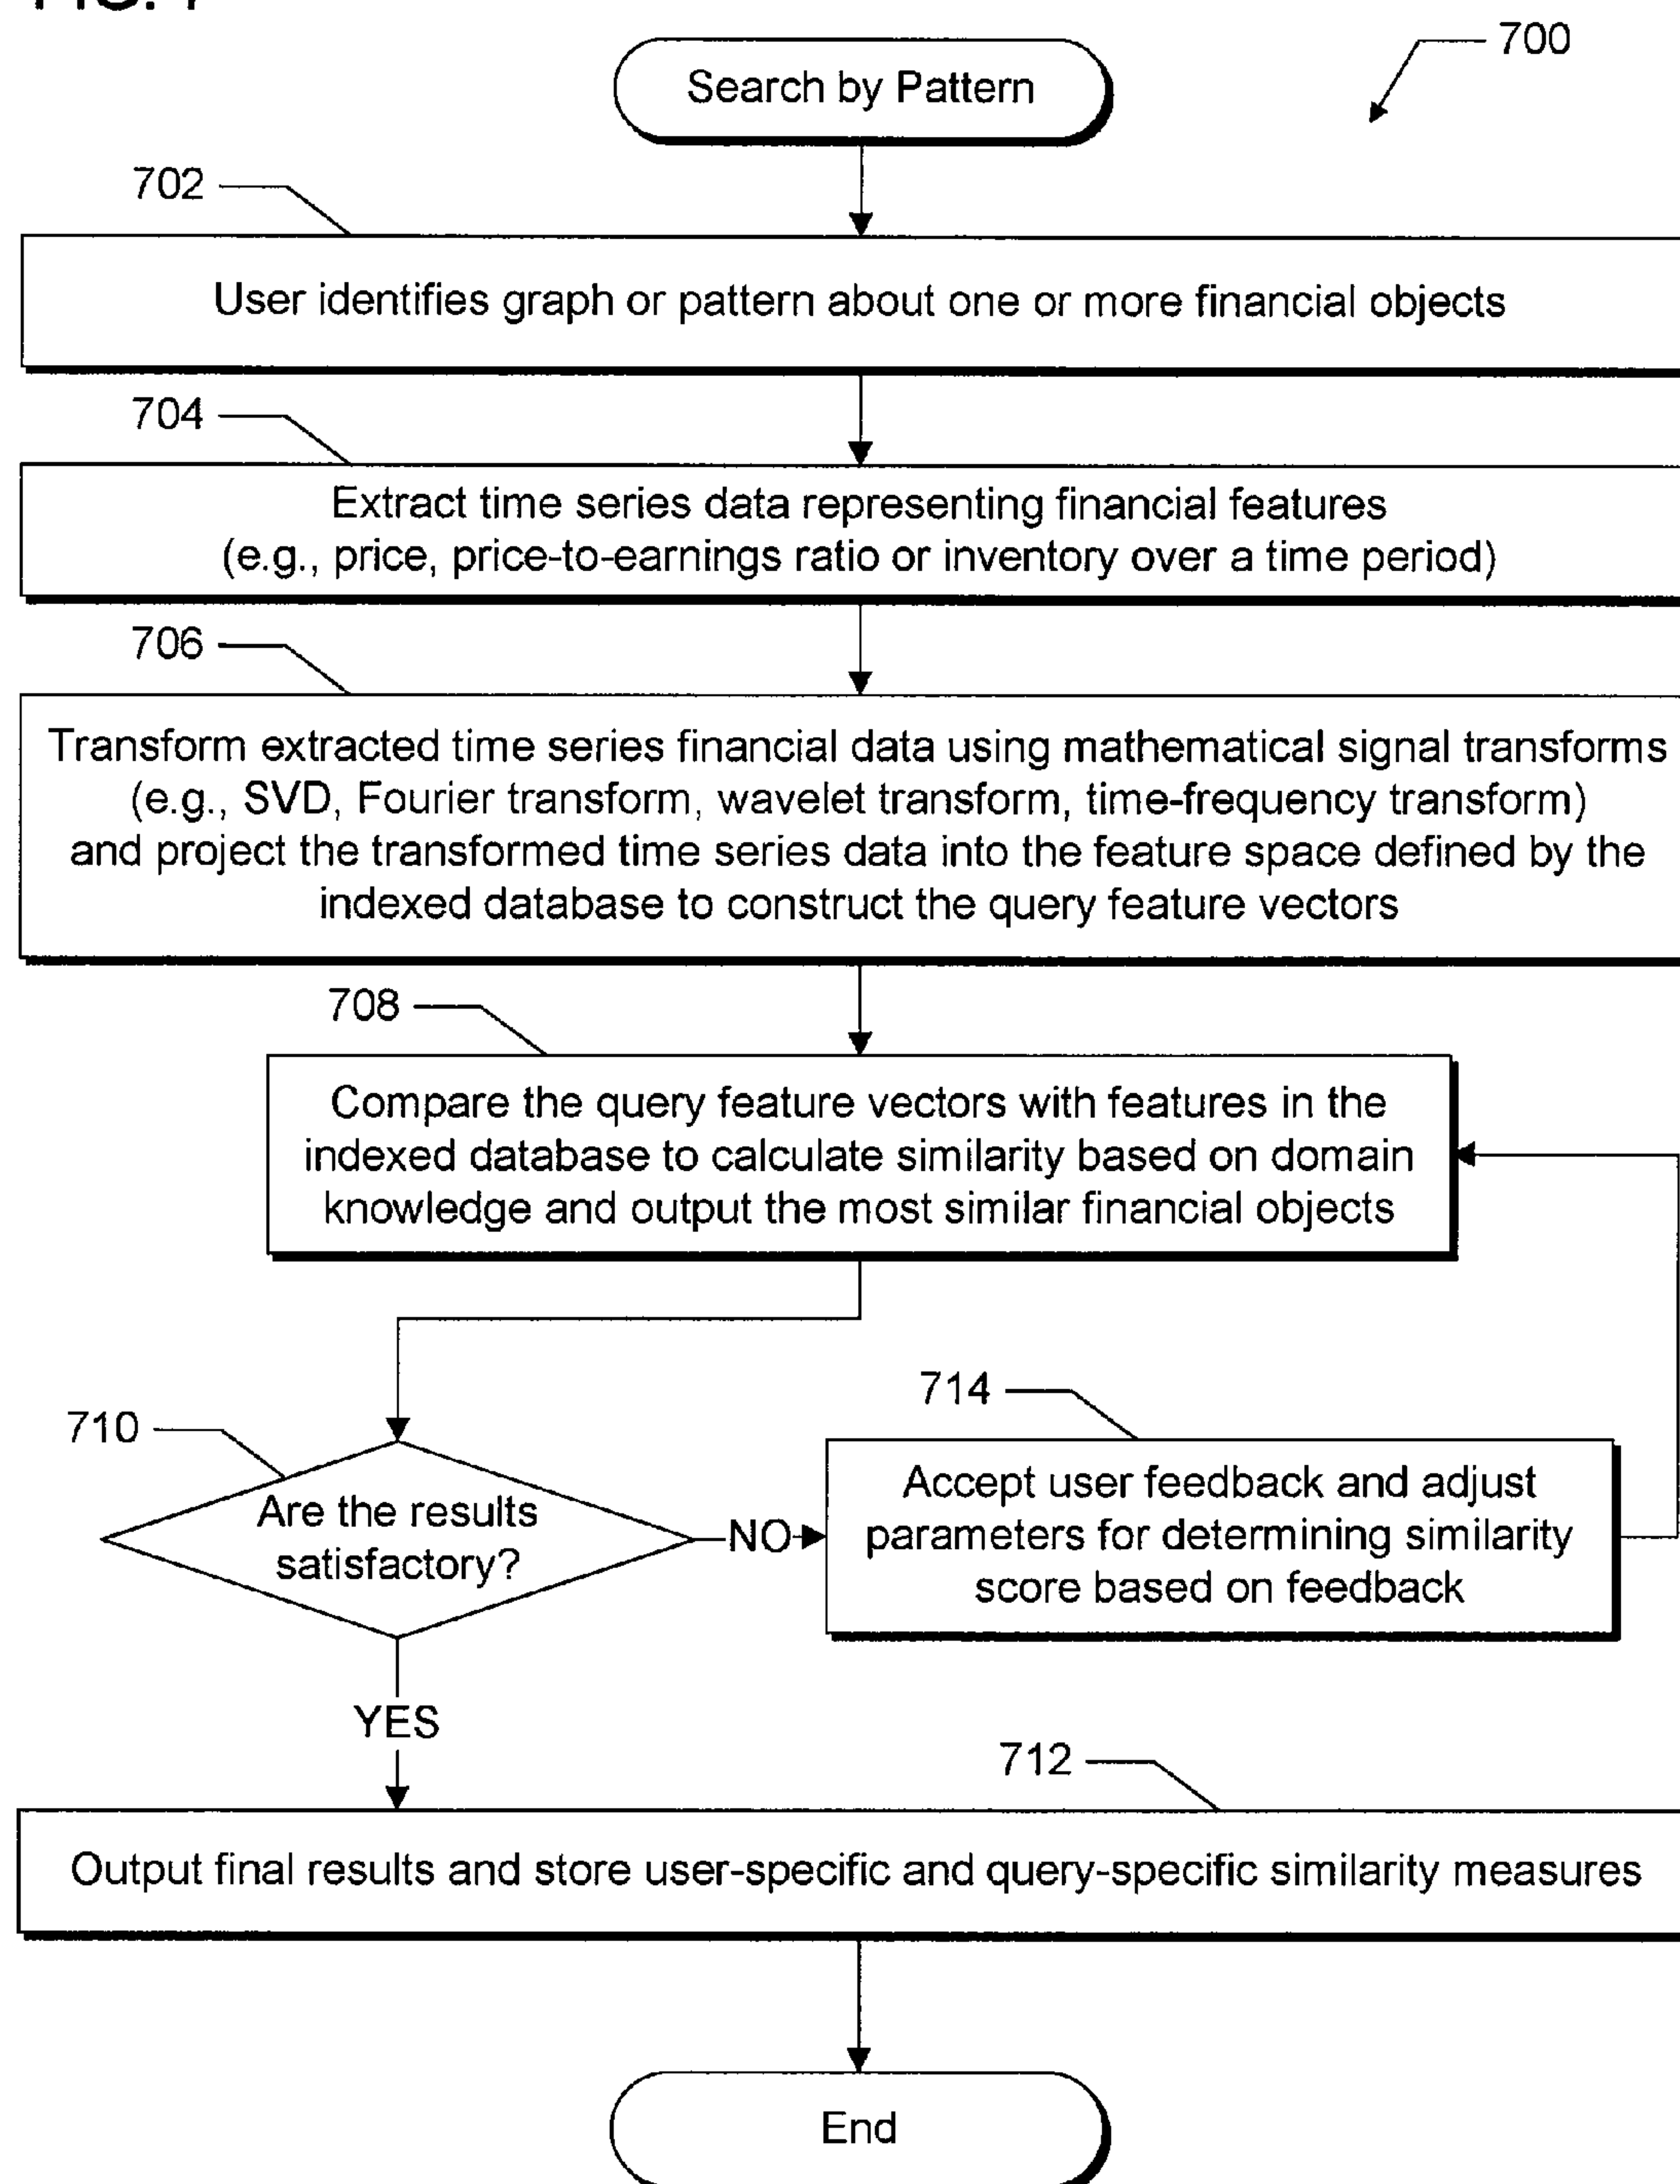 700
Search by Pattern
702
User identifies graph or pattern about one or more financial objects
704
Extract time series data representing financial features
(e.g., price, price-to-earnings ratio or inventory over a time period)
706
Transform extracted time series financial data using mathematical signal transforms
(e.g., SVD, Fourier transform, wavelet transform, time-frequency transform)
and project the transformed time series data into the feature space defined by the
indexed database to construct the query feature vectors
708
Compare the query feature vectors with features in the
indexed database to calculate similarity based on domain
knowledge and output the most similar financial objects
714
710
Are the results
satisfactory?
NO
Accept user feedback and adjust
parameters for determining similarity
score based on feedback
YES
712
Output final results and store user-specific and query-specific similarity measures
End